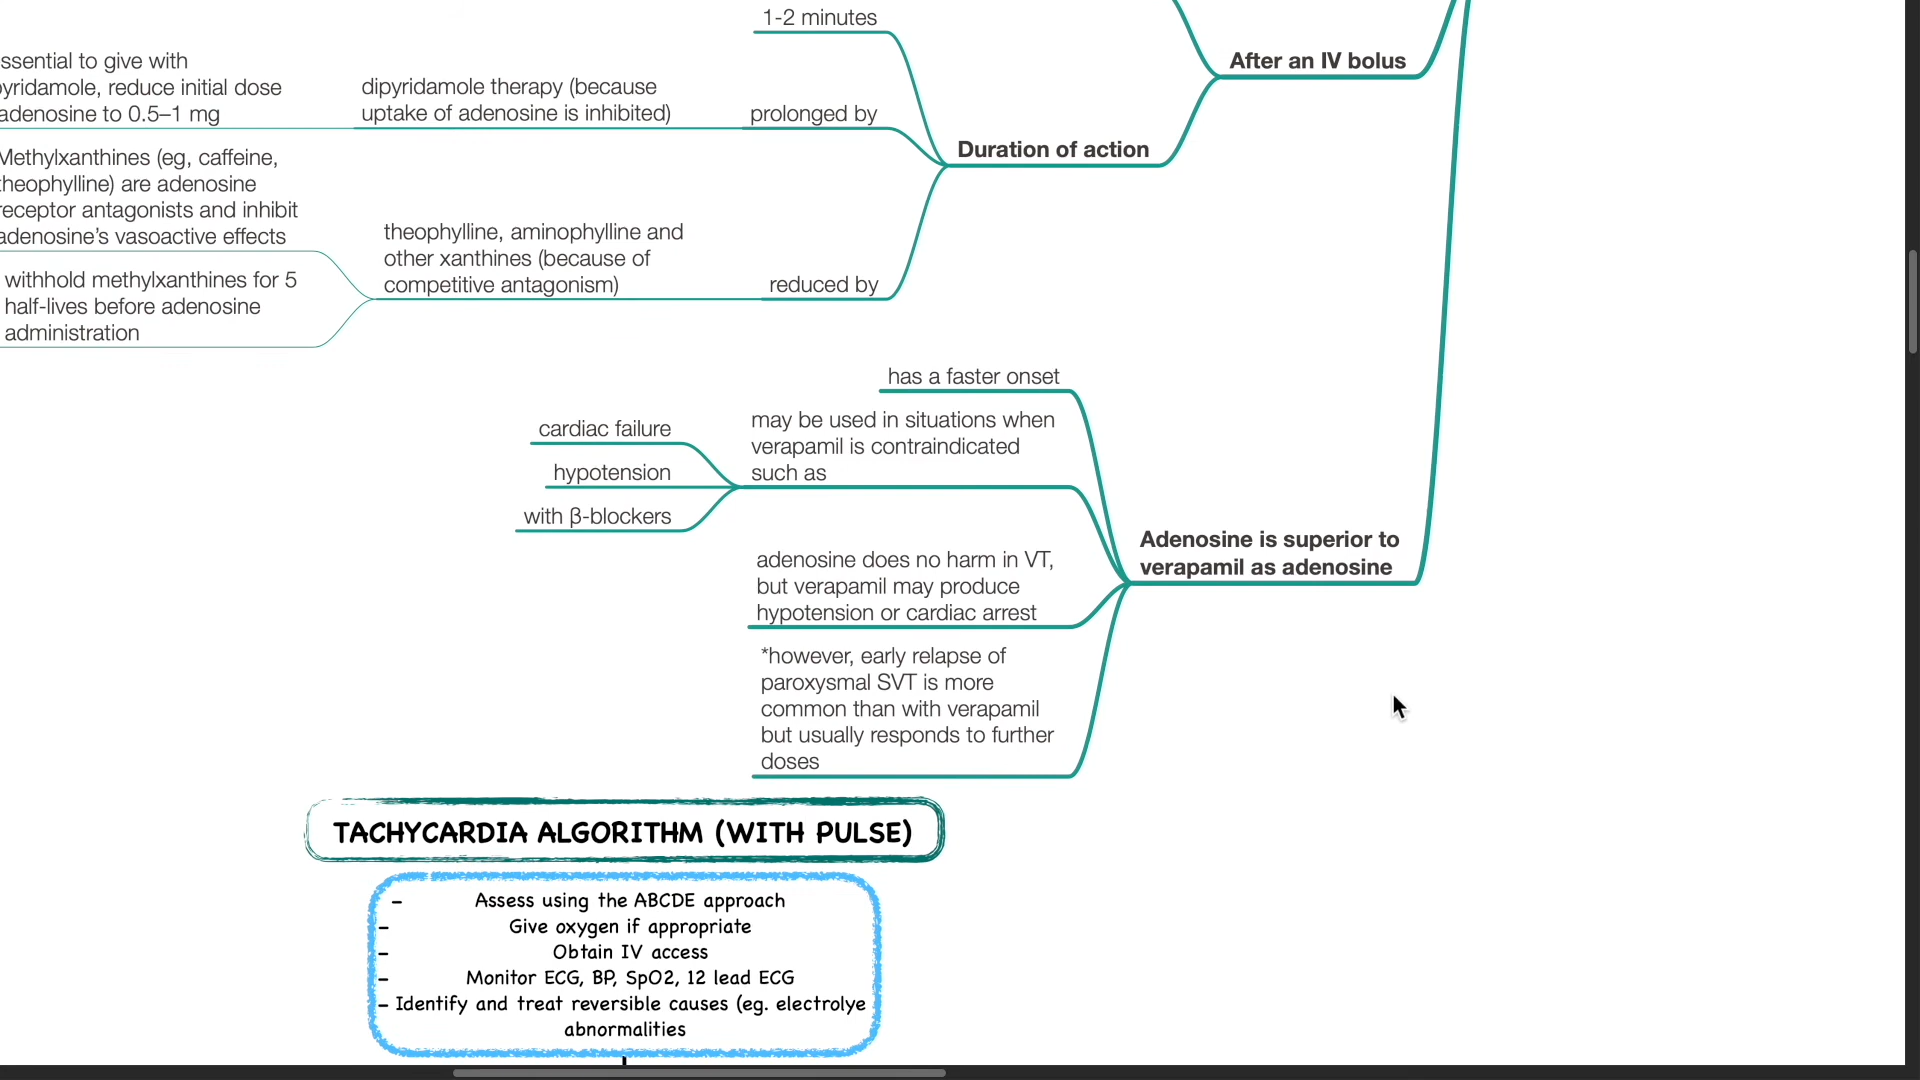 1-2 minutes
After an IV bolus
ssential to give with
yridamole, reduce initial dose
adenosine to 0.5–1 mg
dipyridamole therapy (because
uptake of adenosine is inhibited)
prolonged by
Duration of action
Methylxanthines (eg, caffeine,
theophylline) are adenosine
receptor antagonists and inhibit
adenosine’s vasoactive effects
withhold methylxanthines for 5
half-lives before adenosine
administration
theophylline, aminophylline and
other xanthines (because of
competitive antagonism)
reduced by
has a faster onset
may be used in situations when
verapamil is contraindicated
such as
cardiac failure
hypotension
with β-blockers
Adenosine is superior to
verapamil as adenosine
adenosine does no harm in VT,
but verapamil may produce
hypotension or cardiac arrest
*however, early relapse of
paroxysmal SVT is more
common than with verapamil
but usually responds to further
doses
TACHYCARDIA ALGORITHM (WITH PULSE)
- Assess using the ABCDE approach
- Give oxygen if appropriate
- Obtain IV access
- Monitor ECG, BP, SpO2, 12 lead ECG
- Identify and treat reversible causes (eg. electrolye
abnormalities